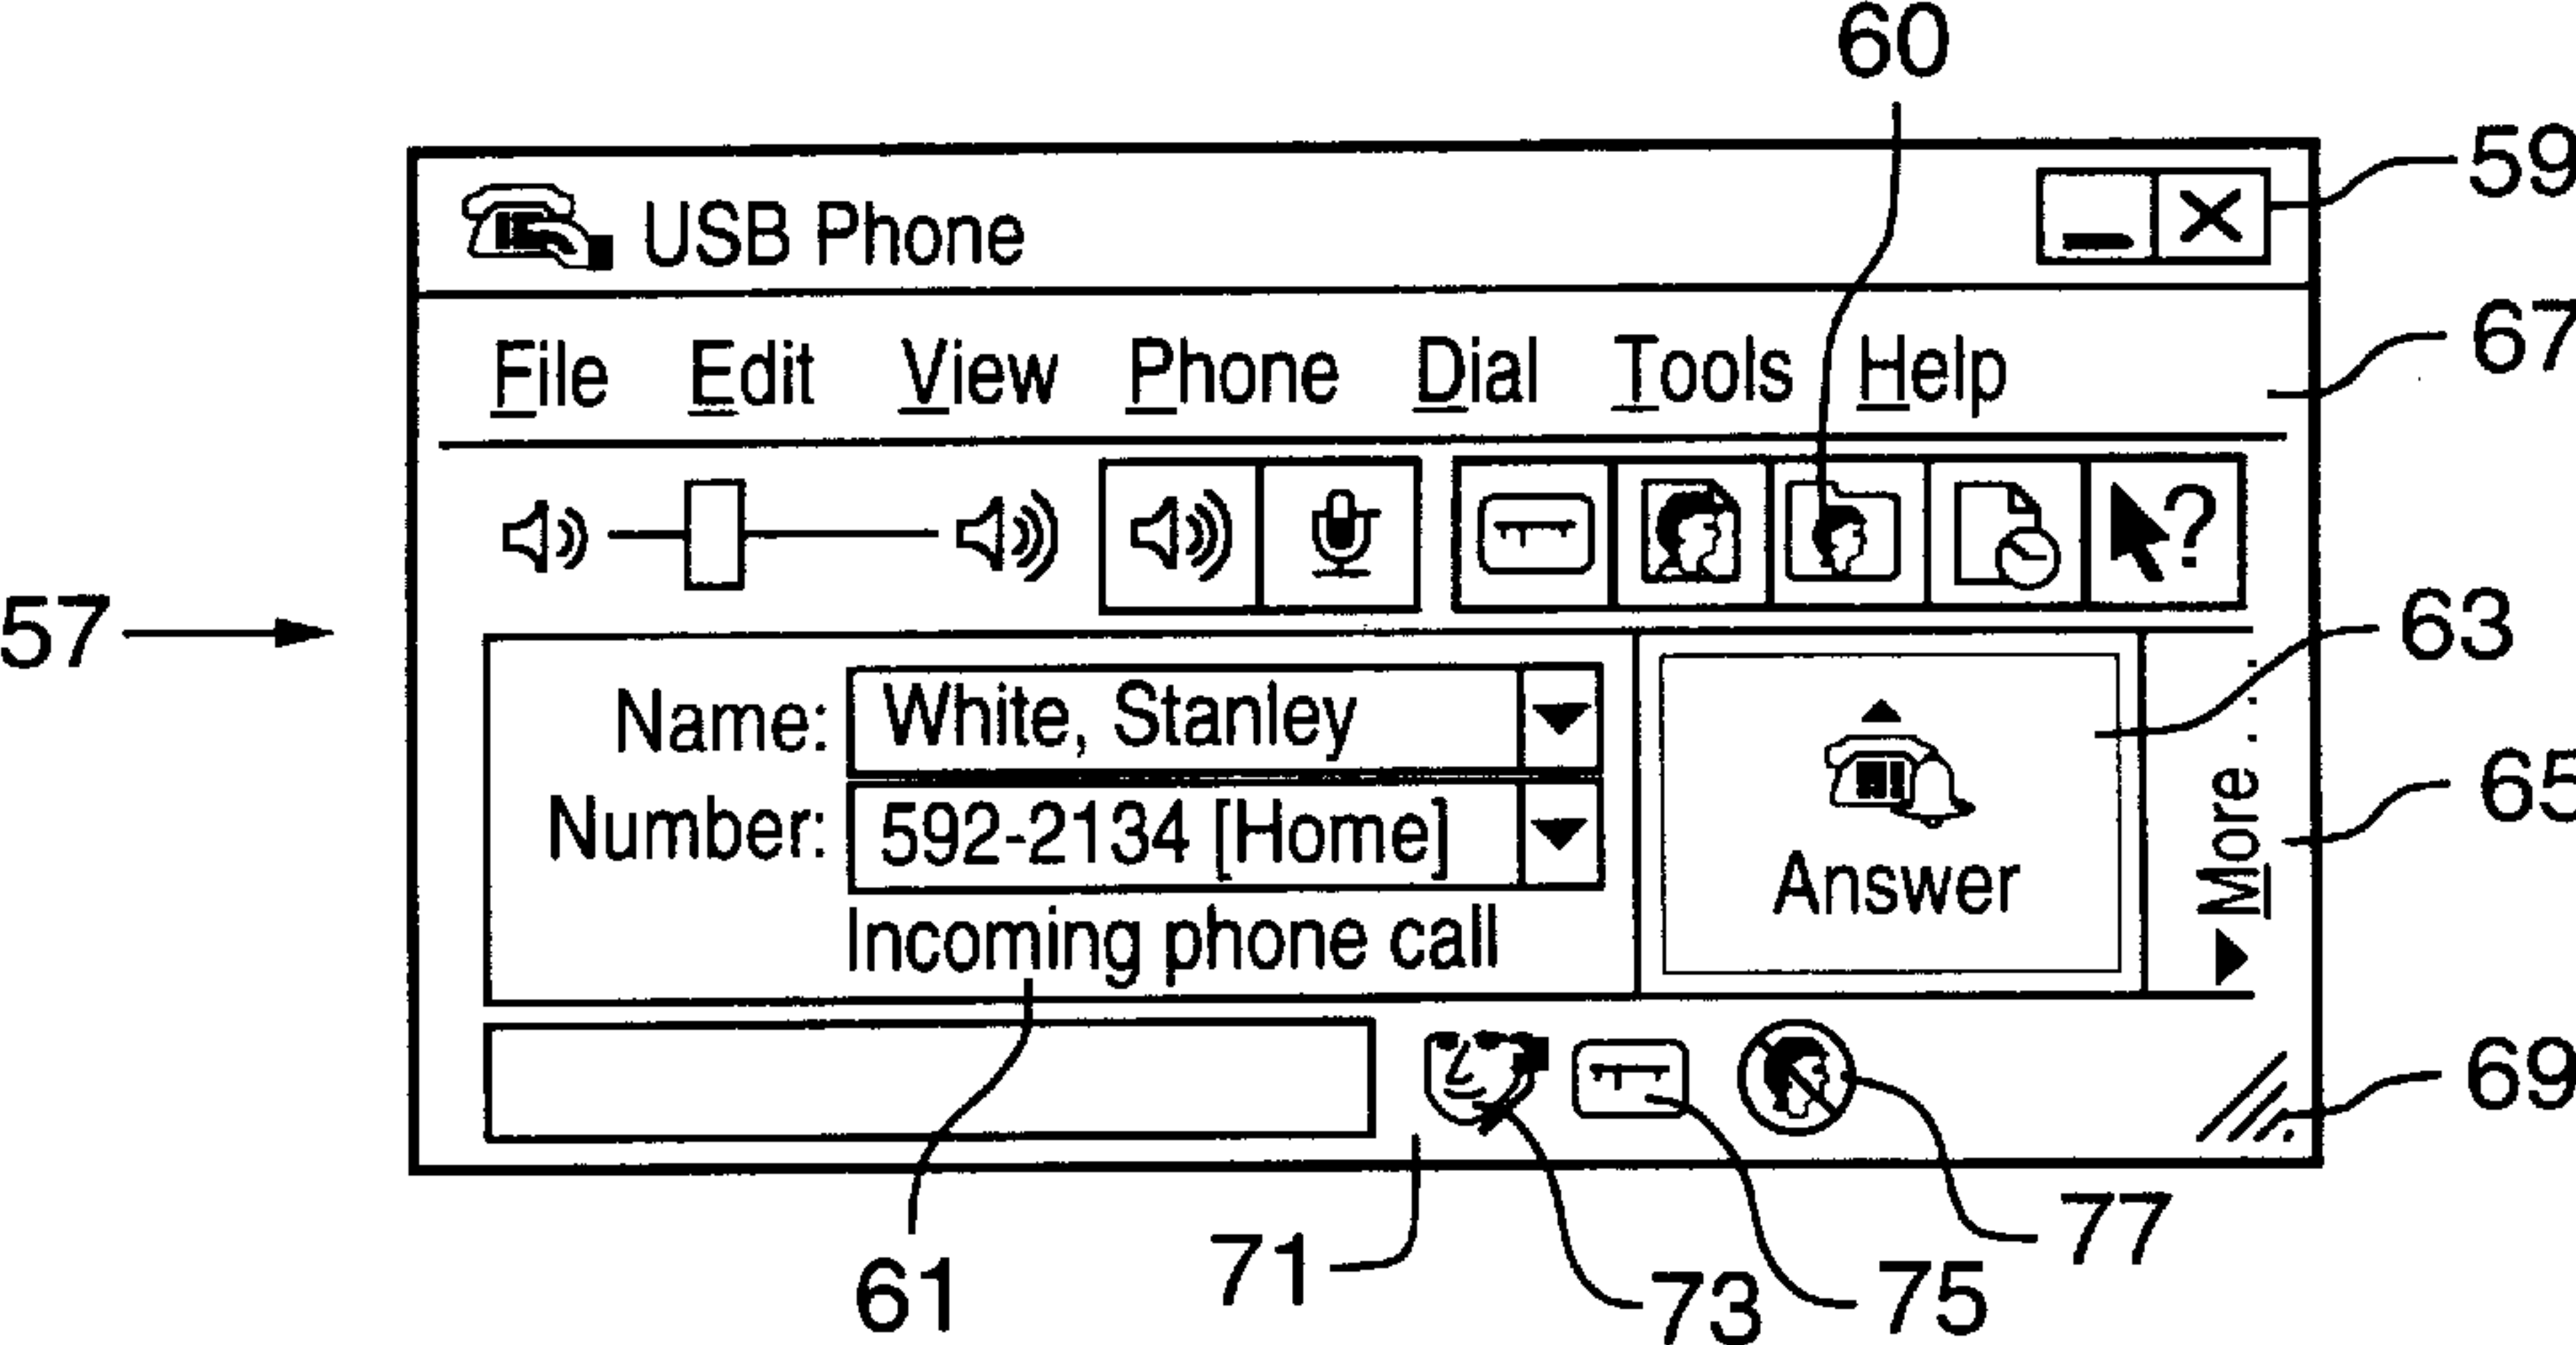 60
59
USB Phone
67
File Edit View Phone Dial Tools Help
?
57
63
Name: White, Stanley
Number: 592-2134 [Home]
Incoming phone call
Answer
More . . .
65
69
61
71
73
75
77